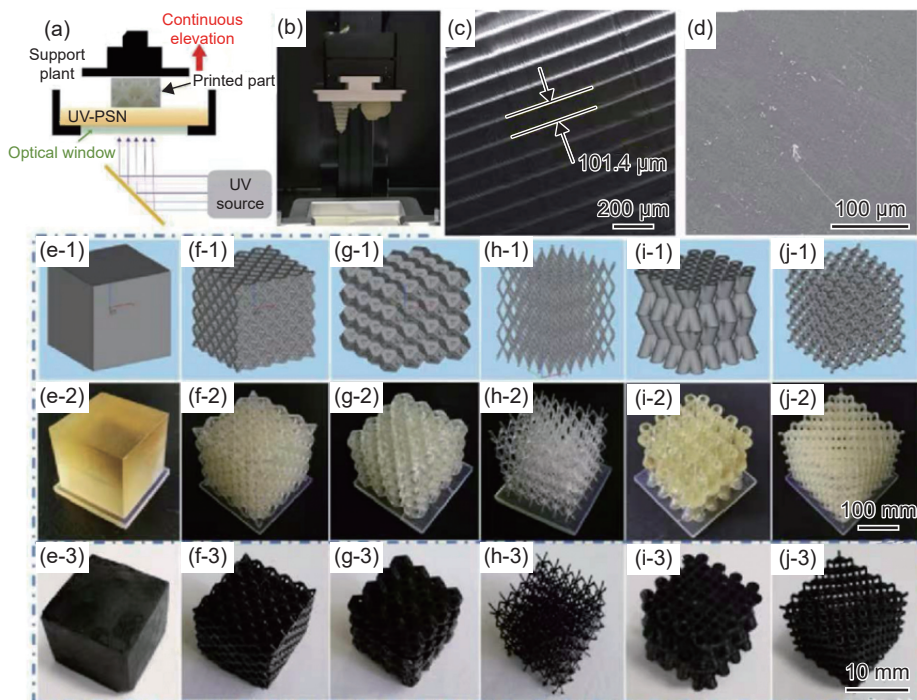 (a)
Continuous
elevation
Support
plant
Printed part
UV-PSN
Optical window
UV
source
(b)
(c)
101.4 μm
200 μm
(d)
100 μm
(e-1)
(f-1)
(g-1)
(h-1)
(i-1)
(j-1)
(e-2)
(f-2)
(g-2)
(h-2)
(i-2)
(j-2)
100 mm
(e-3)
(f-3)
(g-3)
(h-3)
(i-3)
(j-3)
10 mm